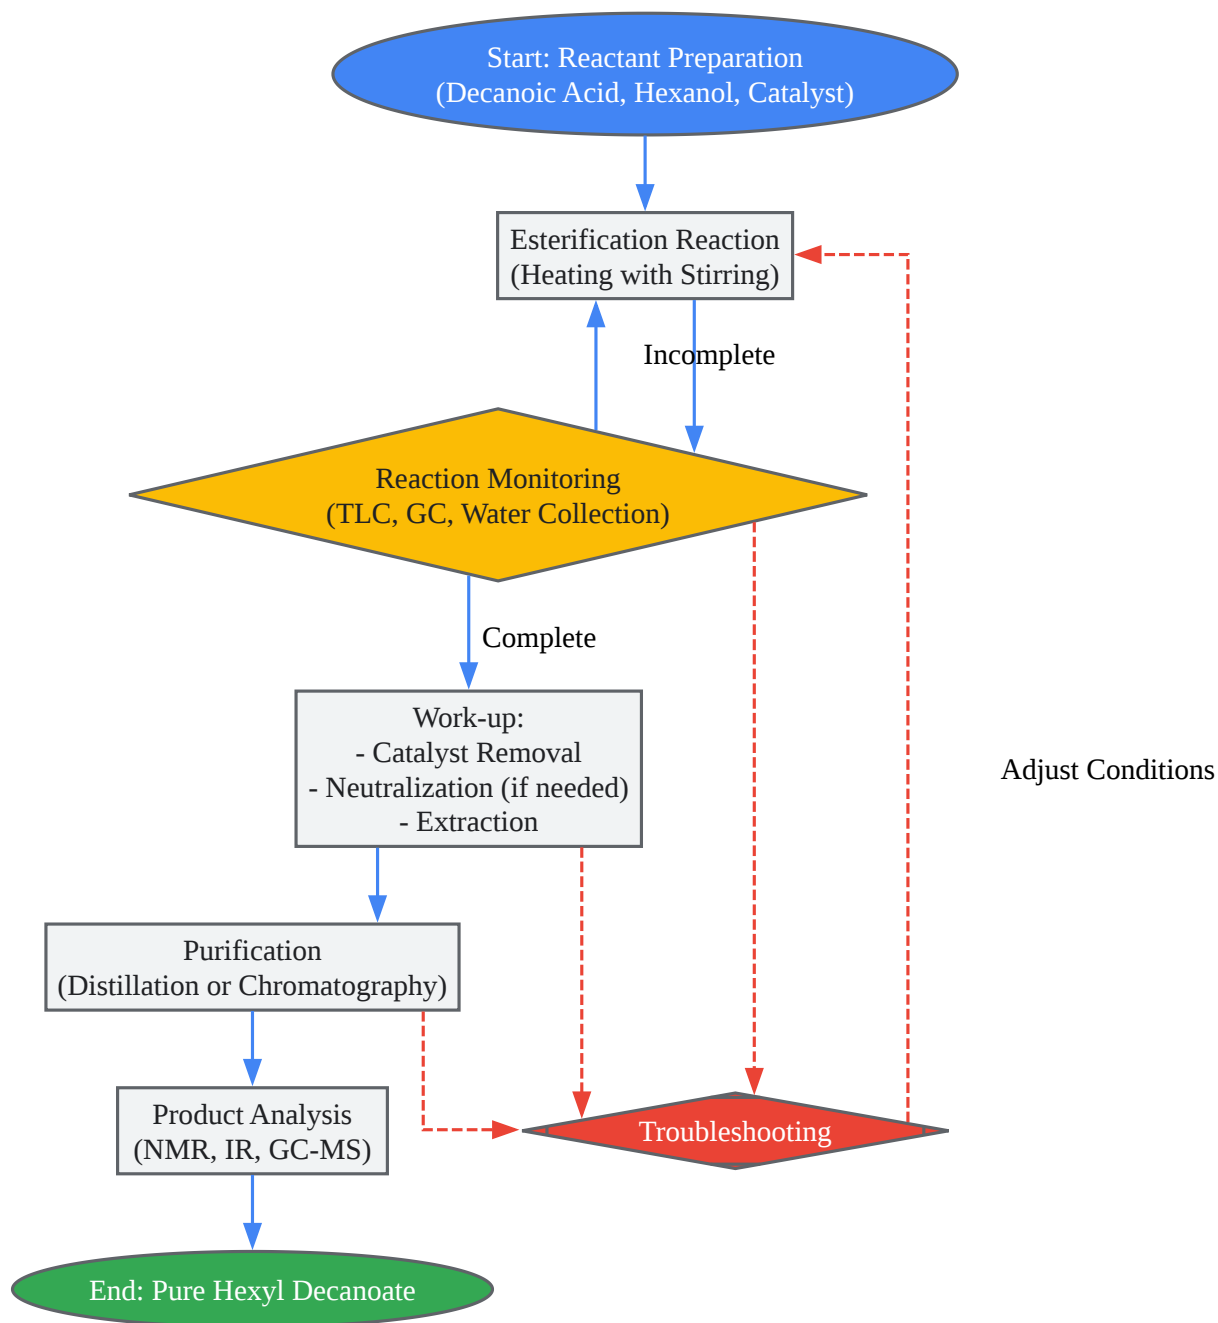 Start: Reactant Preparation
(Decanoic Acid, Hexanol, Catalyst)
Esterification Reaction
(Heating with Stirring)
Incomplete
Reaction Monitoring
(TLC, GC, Water Collection)
Complete
Work-up:
- Catalyst Removal
- Neutralization (if needed)
- Extraction
Adjust Conditions
Purification
(Distillation or Chromatography)
Product Analysis
(NMR, IR, GC-MS)
Troubleshooting
End: Pure Hexyl Decanoate